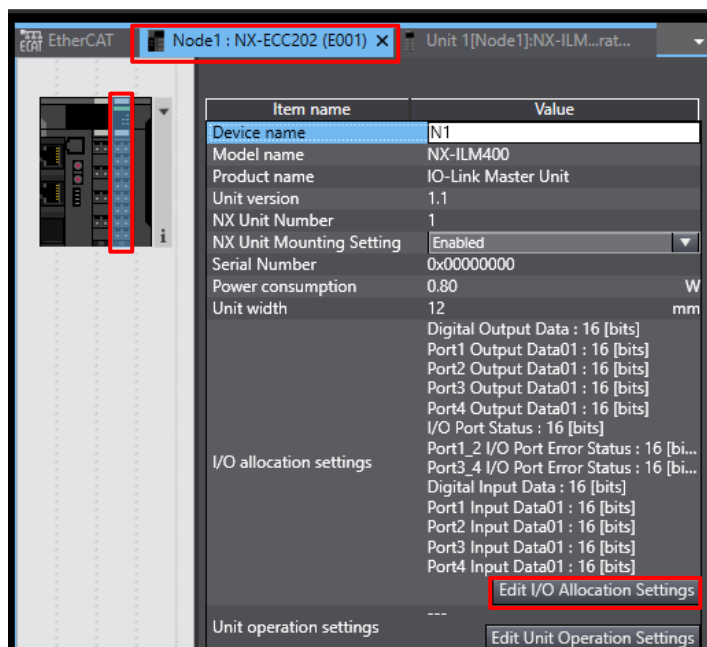 EtherCAT
Node1 : NX-ECC202 (E001)
Unit 1[Node1]:NX-ILM...rat...
Item name Value
Device name N1
Model name NX-ILM400
Product name IO-Link Master Unit
Unit version 1.1
NX Unit Number 1
NX Unit Mounting Setting Enabled
Serial Number 0x00000000
Power consumption 0.80 W
Unit width 12 mm
I/O allocation settings
Digital Output Data : 16 [bits]
Port1 Output Data01 : 16 [bits]
Port2 Output Data01 : 16 [bits]
Port3 Output Data01 : 16 [bits]
Port4 Output Data01 : 16 [bits]
I/O Port Status : 16 [bits]
Port1_2 I/O Port Error Status : 16 [bi...
Port3_4 I/O Port Error Status : 16 [bi...
Digital Input Data : 16 [bits]
Port1 Input Data01 : 16 [bits]
Port2 Input Data01 : 16 [bits]
Port3 Input Data01 : 16 [bits]
Port4 Input Data01 : 16 [bits]
Edit I/O Allocation Settings
Unit operation settings ---
Edit Unit Operation Settings